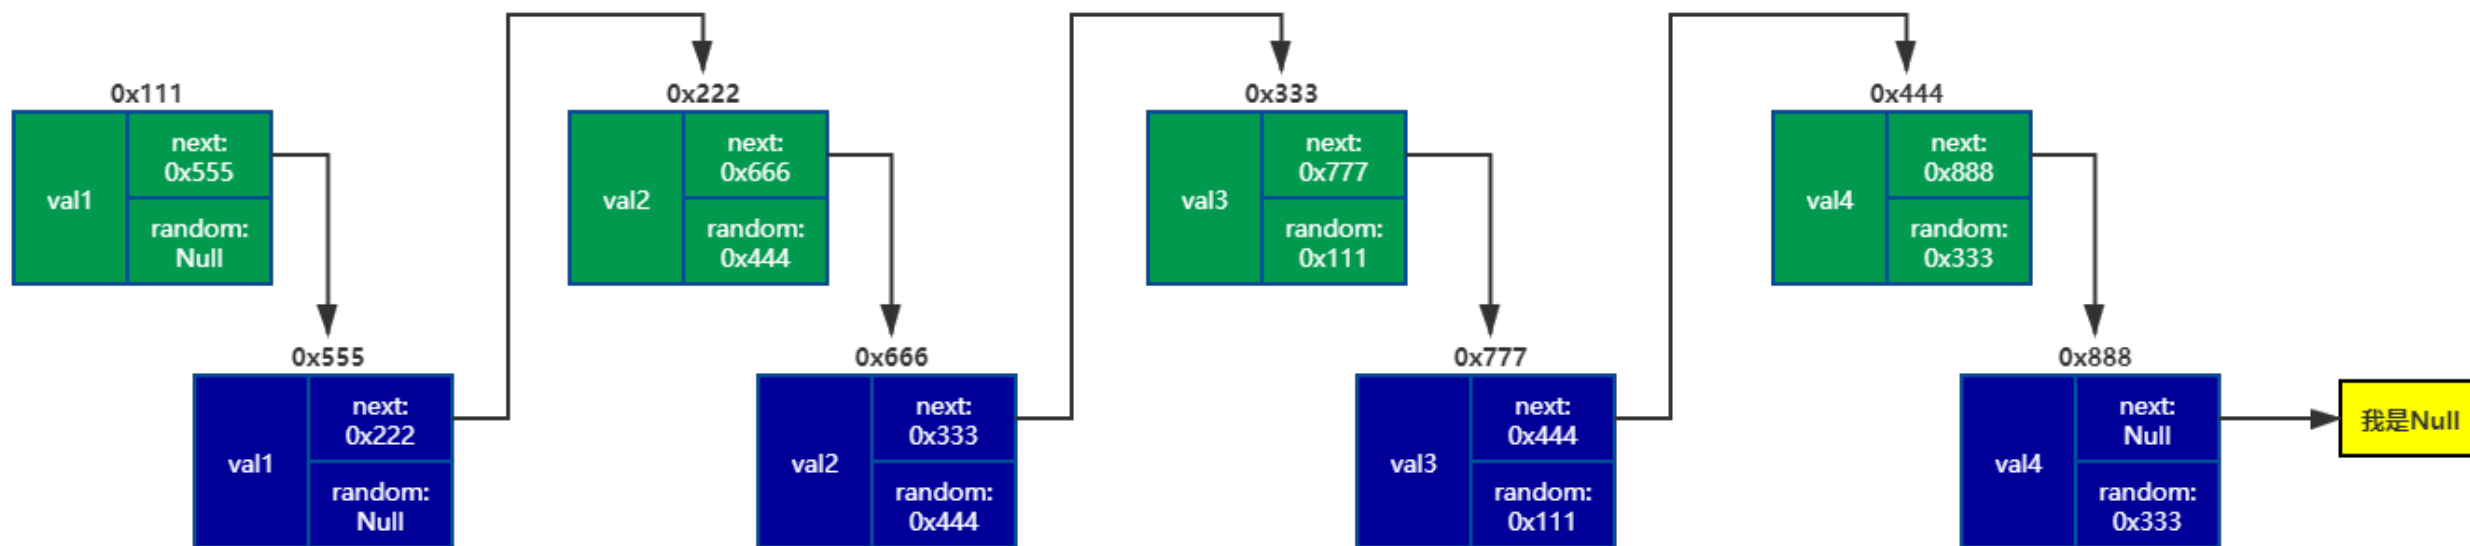 0x111
val1
next:
0x555
random:
Null
0x222
val2
next:
0x666
random:
0x444
0x333
val3
next:
0x777
random:
0x111
0x444
val4
next:
0x888
random:
0x333
0x555
val1
next:
0x222
random:
Null
0x666
val2
next:
0x333
random:
0x444
0x777
val3
next:
0x444
random:
0x111
0x888
val4
next:
Null
random:
0x333
我是Null